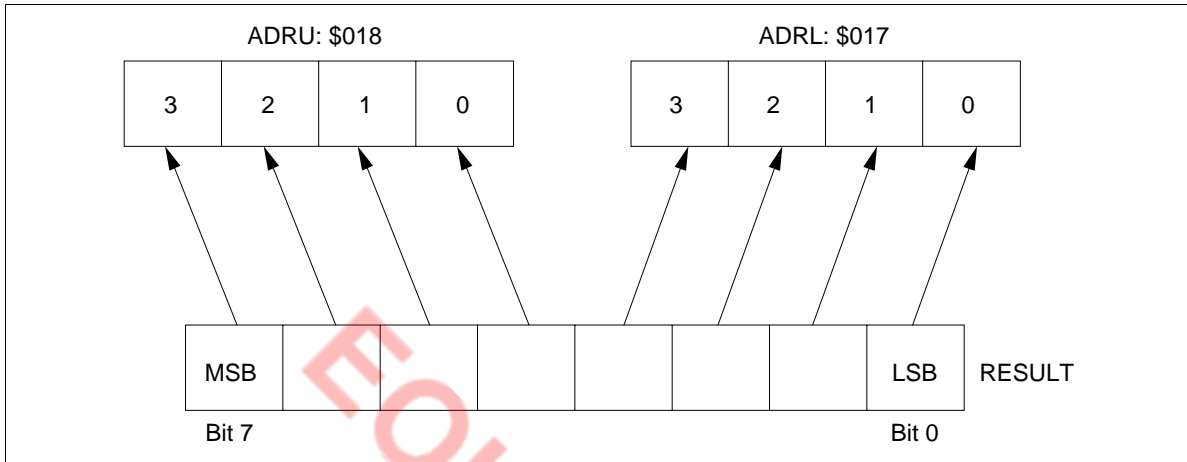 ADRU: $018 ADRL: $017
3 2 1 0 3 2 1 0
MSB LSB RESULT
Bit 7 Bit 0